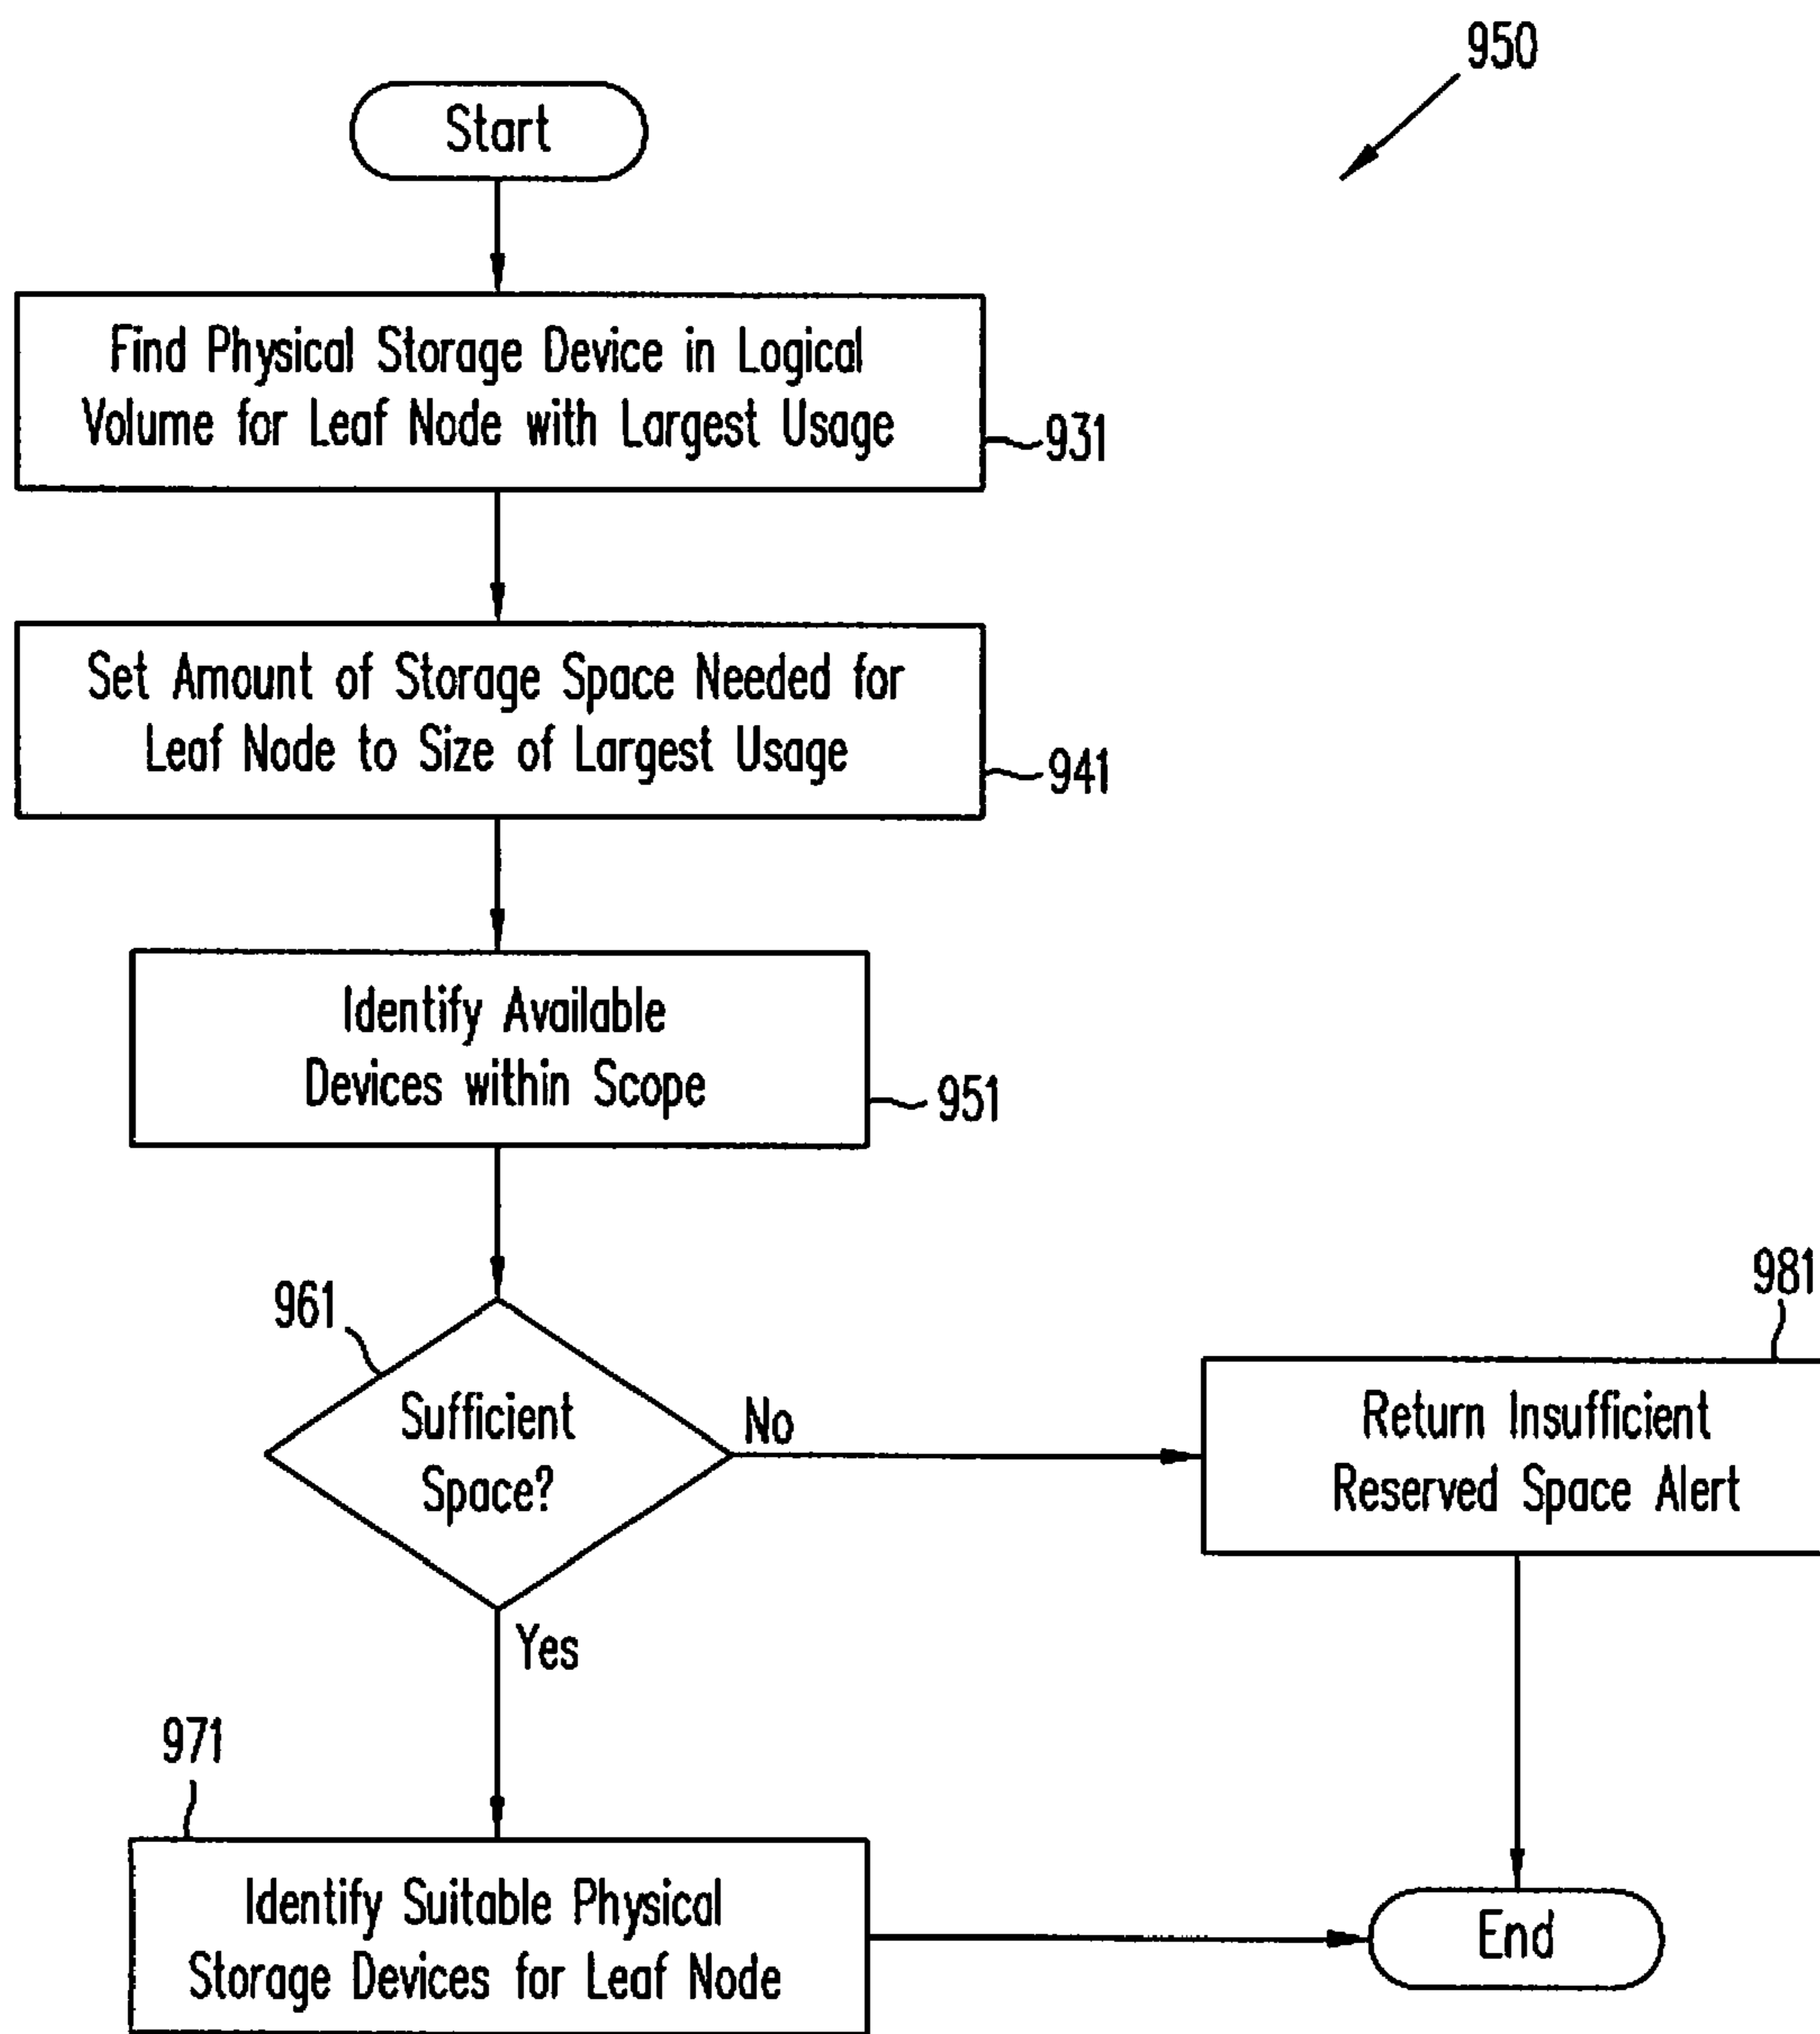 950
Start
Find Physical Storage Device in Logical
Volume for Leaf Node with Largest Usage
931
Set Amount of Storage Space Needed for
Leaf Node to Size of Largest Usage
941
Identify Available
Devices within Scope
951
961
Sufficient
Space?
No
Yes
981
Return Insufficient
Reserved Space Alert
971
Identify Suitable Physical
Storage Devices for Leaf Node
End